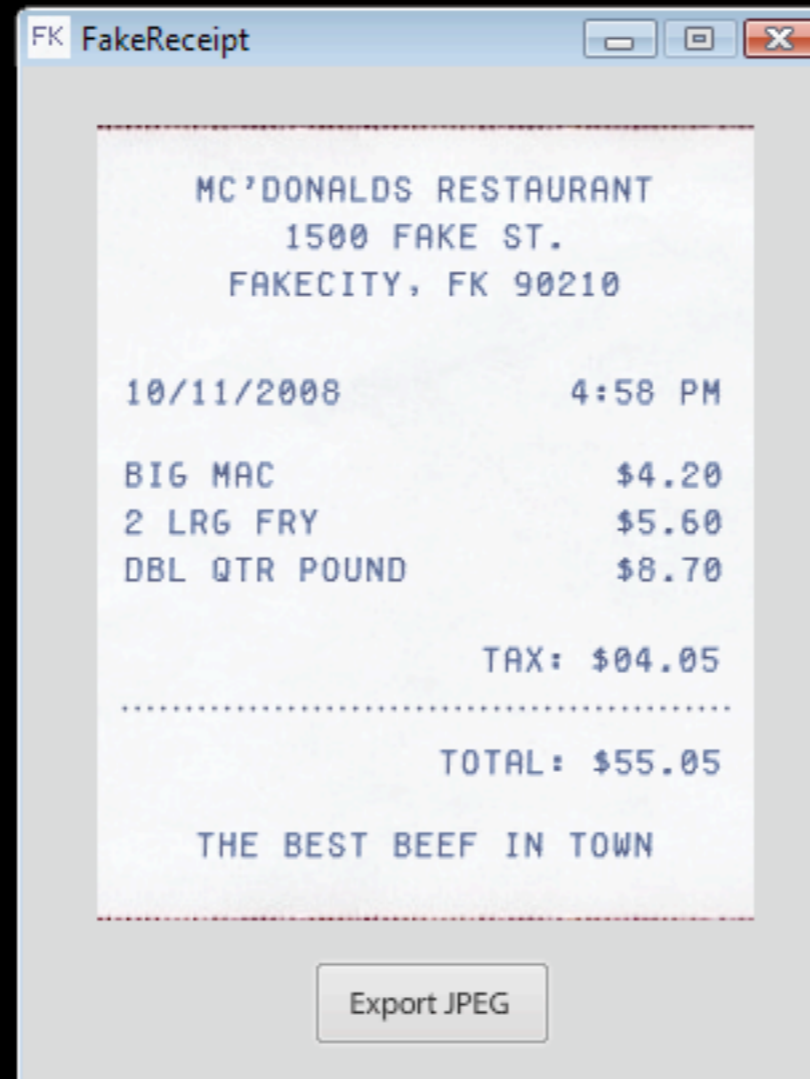 FK FakeReceipt
MC’DONALDS RESTAURANT
1500 FAKE ST.
FAKECITY, FK 90210
10/11/2008 4:58 PM
BIG MAC $4.20
2 LRG FRY $5.60
DBL QTR POUND $8.70
TAX: $04.05
TOTAL: $55.05
THE BEST BEEF IN TOWN
Export JPEG